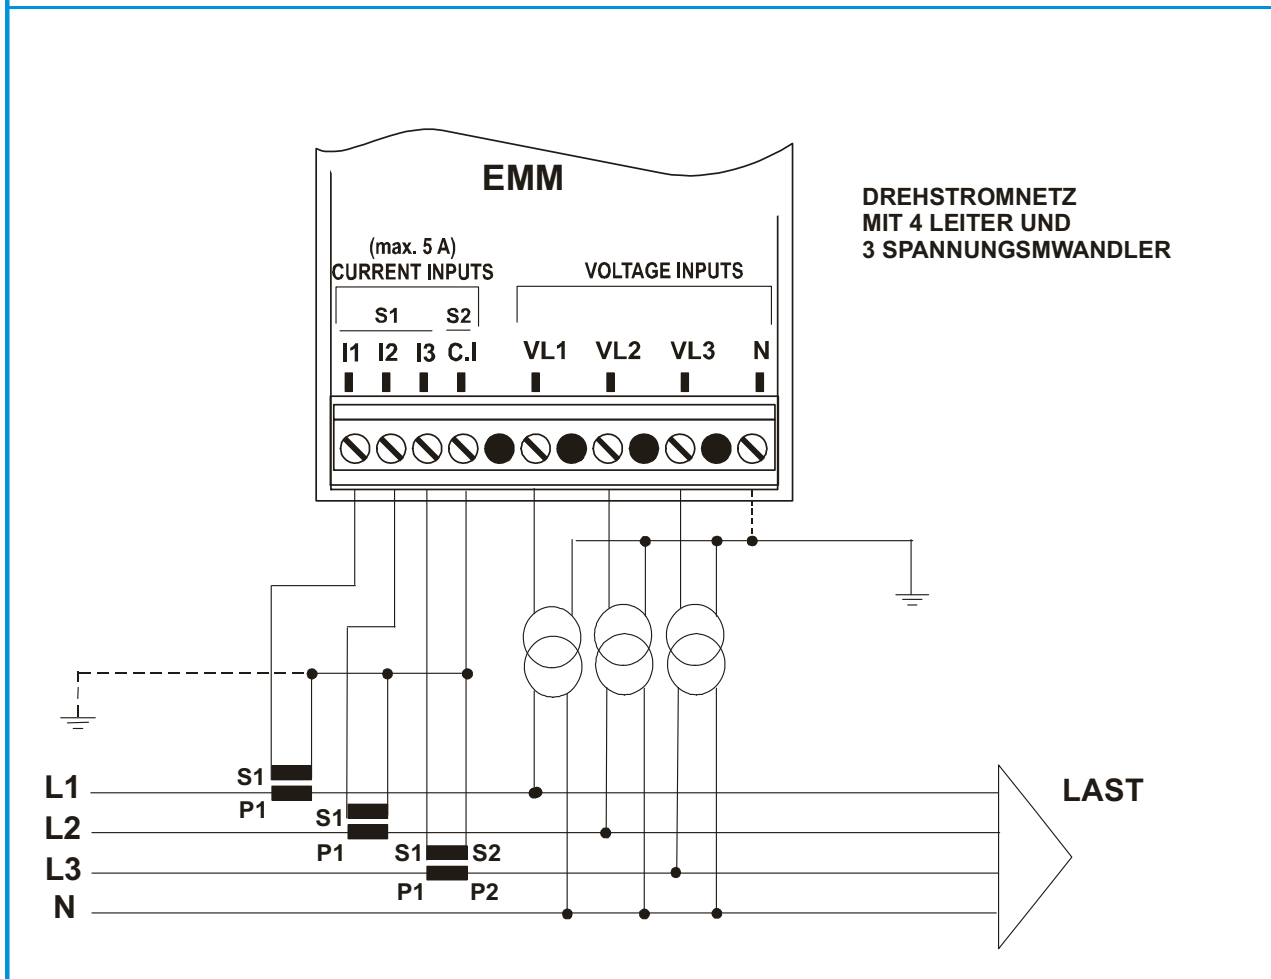 EMM
DREHSTROMNETZ
MIT 4 LEITER UND
3 SPANNUNGSMWANDLER
(max. 5 A)
CURRENT INPUTS
VOLTAGE INPUTS
S1 S2
I1 I2 I3 C.I VL1 VL2 VL3 N
S1
L1
P1
LAST
S1
L2
P1 S1 S2
L3
P1 P2
N